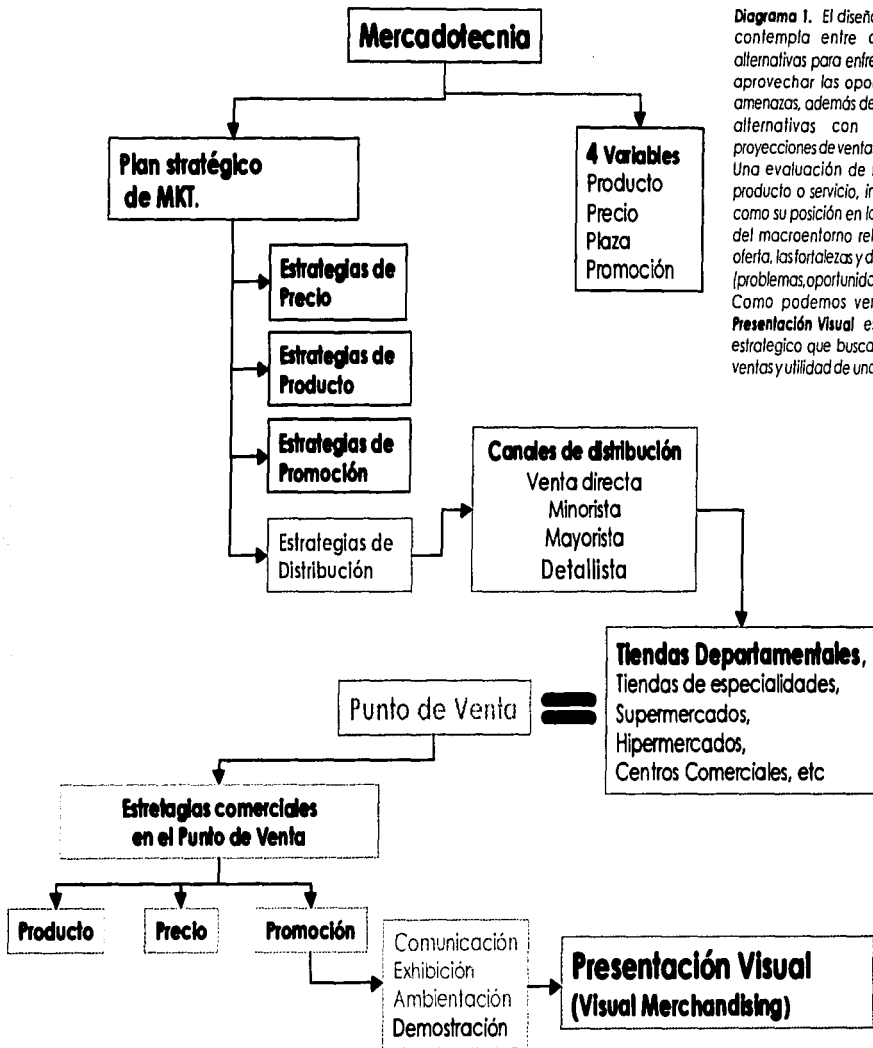 Mercadotecnia
Plan stratégico
de MKT.
4 Variables
Producto
Precio
Plaza
Promoción
Diagrama 1. El diseño
contempla entre
alternativas para enfre
aprovechar las opo
amenazas, además de
alternativas con
proyecciones de venta
Una evaluación de
producto o servicio, in
como su posición en
del macroentorno rel
oferta, las fortalezas y d
(problemas, oportunida
Como podemos ver
Presentación Visual es
estrategico que busca
ventas y utilidad de
Estrategias de
Precio
Estrategias de
Producto
Estrategias de
Promoción
Estrategias de
Distribución
Canales de distribución
Venta directa
Minorista
Mayorista
Detallista
Tiendas Departamentales,
Tiendas de especialidades,
Supermercados,
Hipermercados,
Centros Comerciales, etc
Punto de Venta
Estretagias comerciales
en el Punto de Venta
Producto
Precio
Promoción
Comunicación
Exhibición
Ambientación
Demostración
Presentación Visual
(Visual Merchandising)